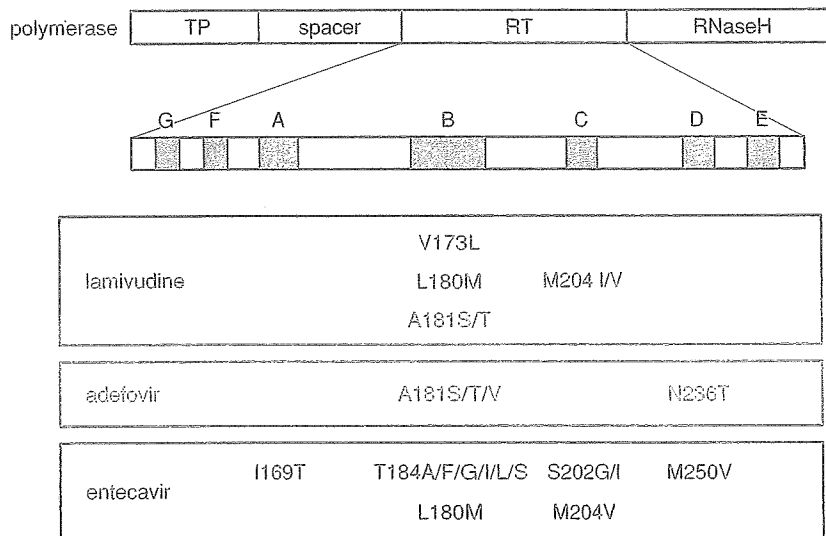 polymerase TP spacer RT RNaseH
G F A B C D E
V173L
lamivudine L180M M204 I/V
A181S/T
adefovir A181S/T/V N236T
I169T T184A/F/G/I/L/S S202G/I M250V
entecavir
L180M M204V